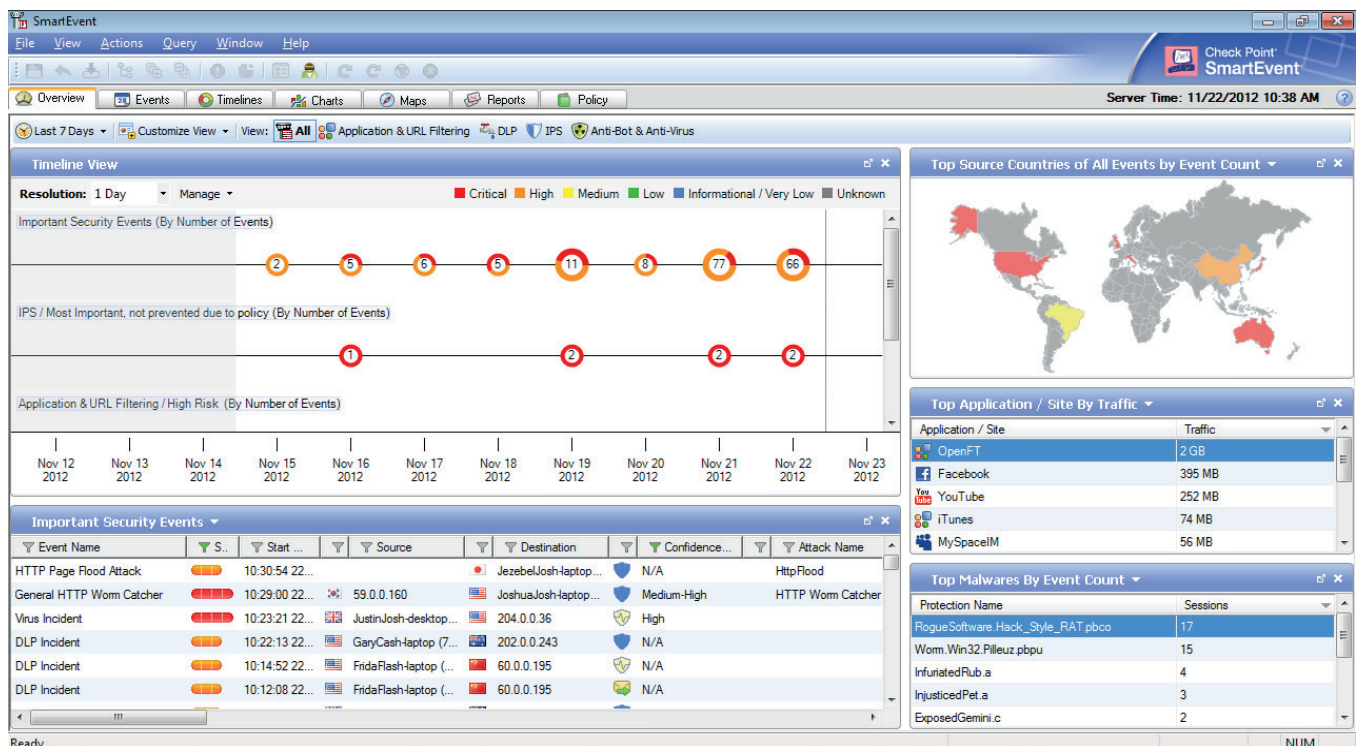 SmartEvent
File View Actions Query Window Help
Check Point
SmartEvent
Overview Events Timelines Charts Maps Reports Policy
Server Time: 11/22/2012 10:38 AM
Last 7 Days Customize View View: All Application & URL Filtering DLP IPS Anti-Bot & Anti-Virus
Timeline View
Resolution: 1 Day Manage Critical High Medium Low Informational / Very Low Unknown
Important Security Events (By Number of Events)
2 5 6 5 11 8 77 66
IPS / Most Important, not prevented due to policy (By Number of Events)
1 2 2 2
Application & URL Filtering / High Risk (By Number of Events)
Nov 12 Nov 13 Nov 14 Nov 15 Nov 16 Nov 17 Nov 18 Nov 19 Nov 20 Nov 21 Nov 22 Nov 23
2012 2012 2012 2012 2012 2012 2012 2012 2012 2012 2012 2012
Important Security Events
Event Name S.. Start ... Source Destination Confidence... Attack Name
HTTP Page Flood Attack 10:30:54 22... JezebelJosh-laptop... N/A HttpFlood
General HTTP Worm Catcher 10:29:00 22... 59.0.0.160 JoshuaJosh-laptop... Medium-High HTTP Worm Catcher
Virus Incident 10:23:21 22... JustinJosh-desktop... 204.0.0.36 High
DLP Incident 10:22:13 22... GaryCash-laptop (7... 202.0.0.243 N/A
DLP Incident 10:14:52 22... FridaFlash-laptop (... 60.0.0.195 N/A
DLP Incident 10:12:08 22... FridaFlash-laptop (... 60.0.0.195 N/A
Top Source Countries of All Events by Event Count
Top Application / Site By Traffic
Application / Site Traffic
OpenFT 2 GB
Facebook 395 MB
You
Tube
YouTube 252 MB
iTunes 74 MB
MySpaceIM 56 MB
Top Malwares By Event Count
Protection Name Sessions
RogueSoftware.Hack_Style_RAT.pbco 17
Worm.Win32.Pilleuz.pbpu 15
InfuriatedRub.a 4
InjusticedPet.a 3
ExposedGemini.c 2
Ready NUM